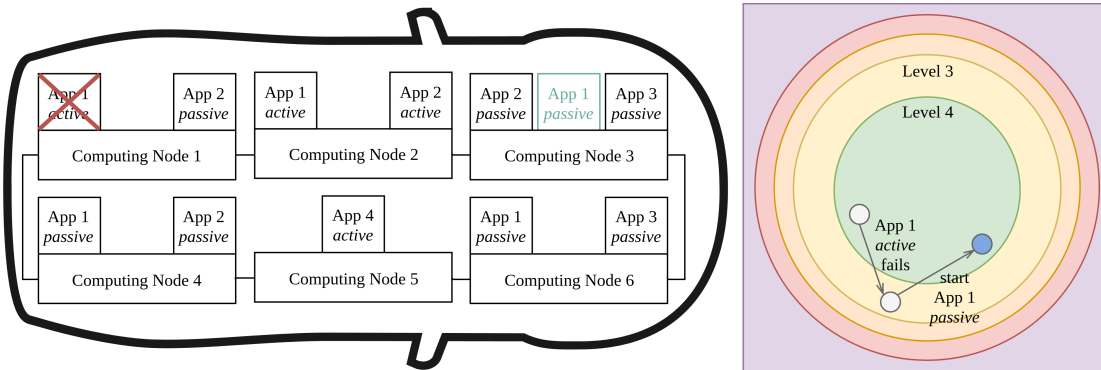 App 1
active
App 2
passive
Computing Node 1
App 1
active
App 2
active
Computing Node 2
App 2
passive
App 1
passive
App 3
passive
Computing Node 3
App 1
passive
App 2
passive
Computing Node 4
App 4
active
Computing Node 5
App 1
passive
App 3
passive
Computing Node 6
Level 3
Level 4
App 1
active
fails
start
App 1
passive